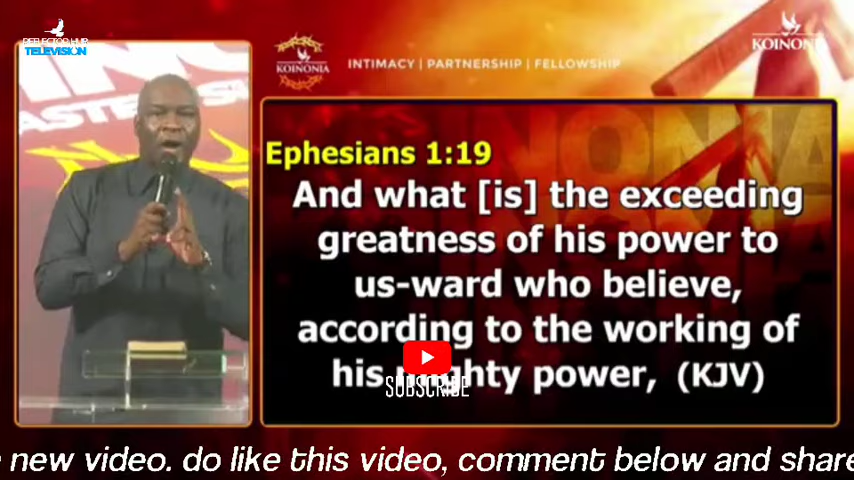 REFLECTOR HUB
TELEVISION
KOINONIA
INTIMACY | PARTNERSHIP | FELLOWSHIP
KOINONIA
Ephesians 1:19
And what [is] the exceeding
greatness of his power to
us-ward who believe,
according to the working of
his mighty power, (KJV)
SUBSCRIBE
new video. do like this video, comment below and share